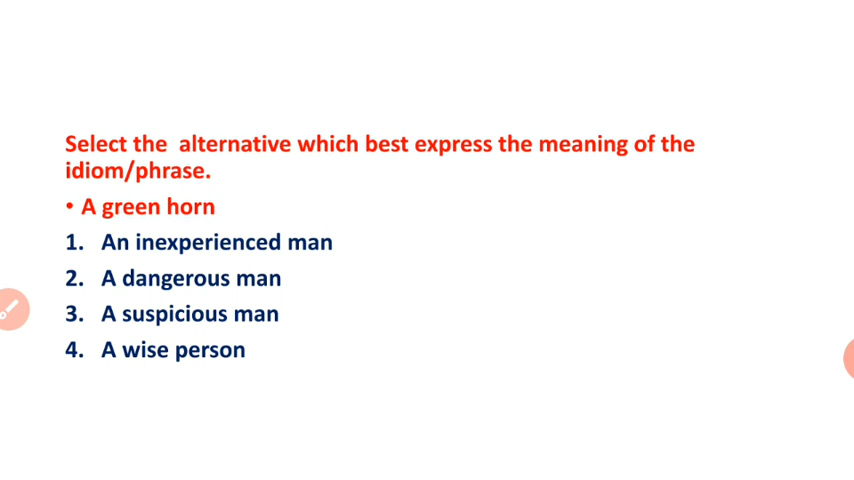 Select the  alternative which best express the meaning of the
idiom/phrase.
• A green horn
1. An inexperienced man
2. A dangerous man
3. A suspicious man
4. A wise person